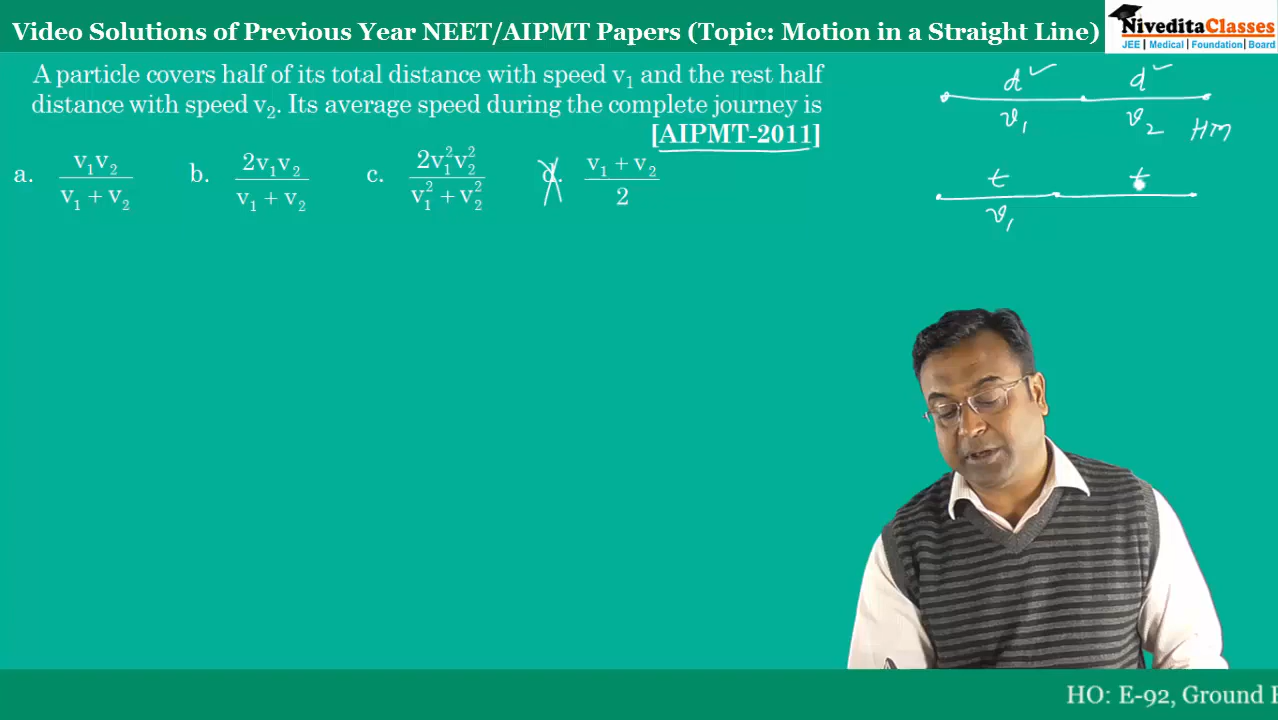 Video Solutions of Previous Year NEET/AIPMT Papers (Topic: Motion in a Straight Line)
NiveditaClasses
JEE | Medical | Foundation | Board
A particle covers half of its total distance with speed v₁ and the rest half
distance with speed v₂. Its average speed during the complete journey is
[AIPMT-2011]
a. v₁v₂ / v₁ + v₂
b. 2v₁v₂ / v₁ + v₂
c. 2v₁²v₂² / v₁² + v₂²
d. v₁ + v₂ / 2
d d
v₁ v₂ HM
t t
v₁
HO: E-92, Ground